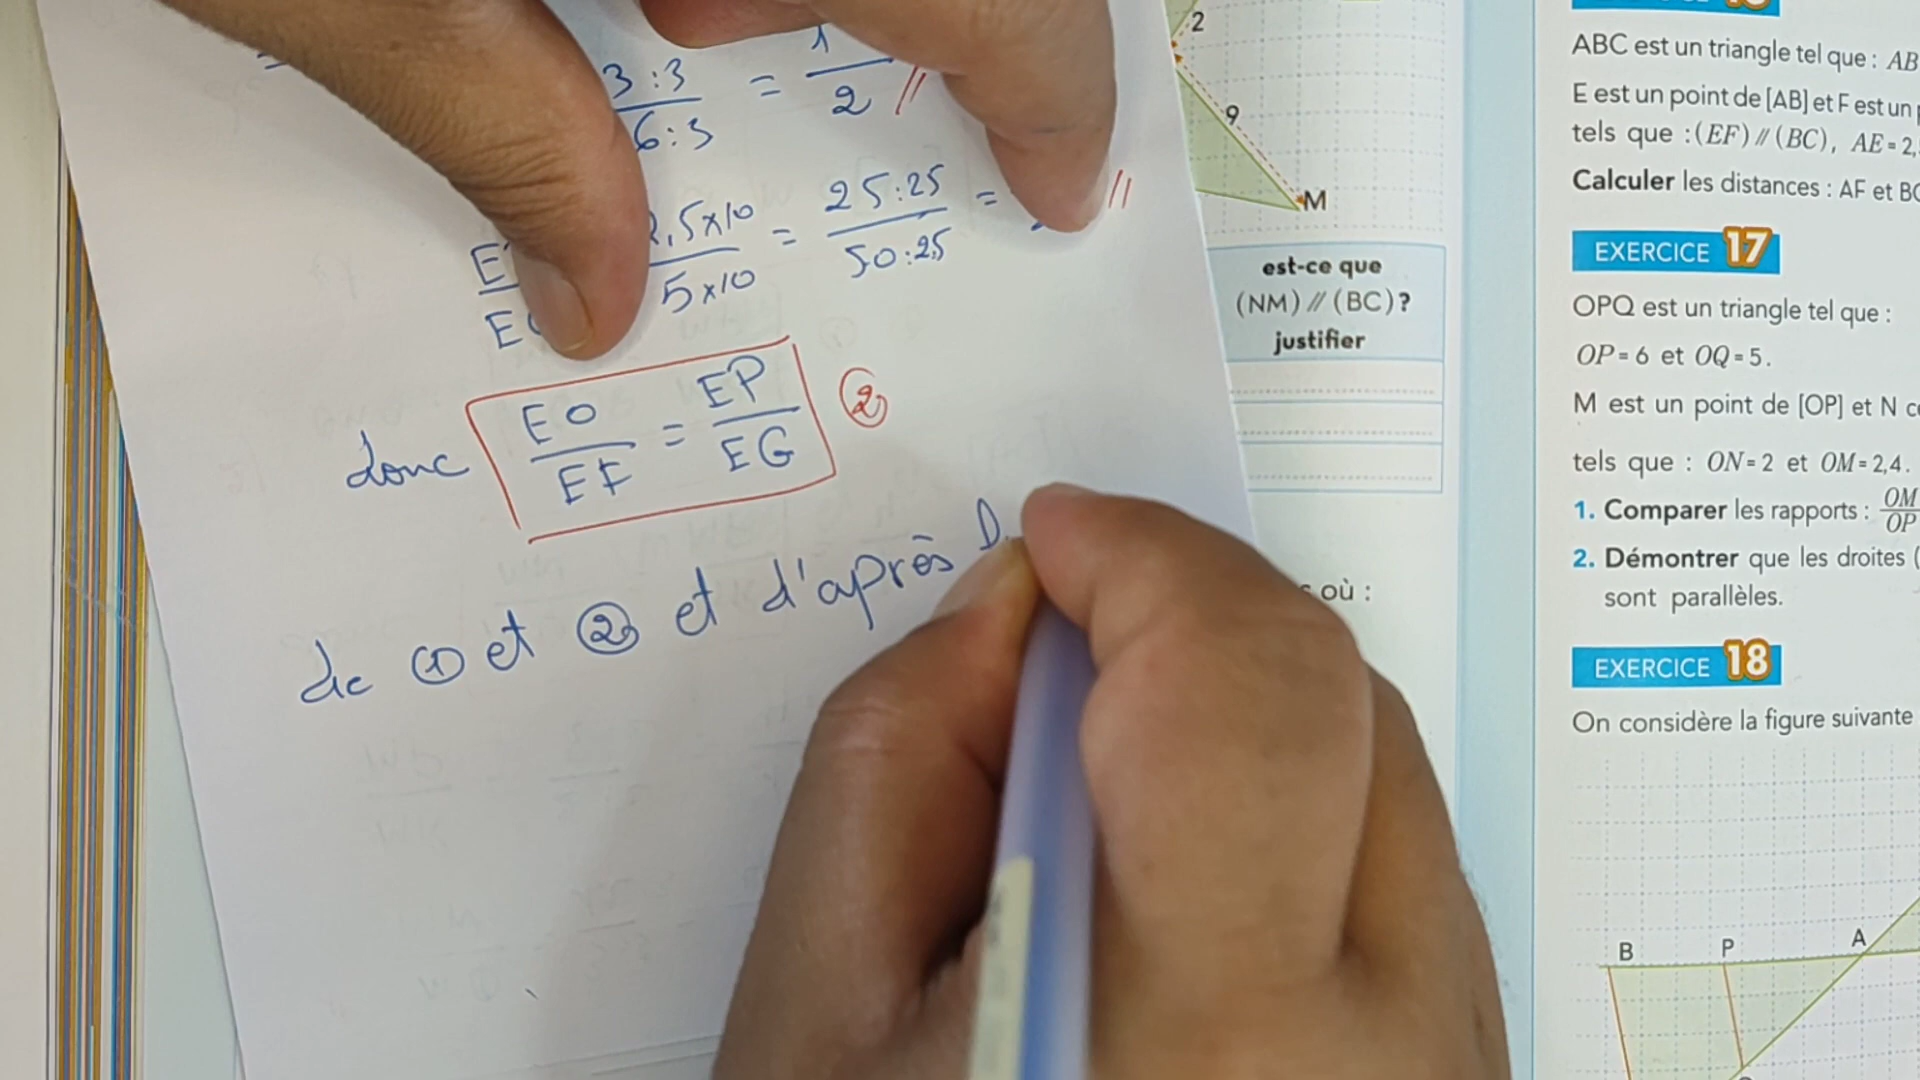 3 : 3 / 6 : 3 = 1 / 2 //
2,5 x 10 / 5 x 10 = 25 : 25 / 50 : 25 = //
donc EO / EF = EP / EG ②
de ① et ② et d'après
2
9
M
est-ce que
(NM) // (BC) ?
justifier
où :
ABC est un triangle tel que : AB
E est un point de [AB] et F est un
tels que : (EF) // (BC), AE = 2,
Calculer les distances : AF et BC
EXERCICE 17
OPQ est un triangle tel que :
OP = 6 et OQ = 5.
M est un point de [OP] et N
tels que : ON = 2 et OM = 2,4.
1. Comparer les rapports : OM / OP
2. Démontrer que les droites (
sont parallèles.
EXERCICE 18
On considère la figure suivante
B P A